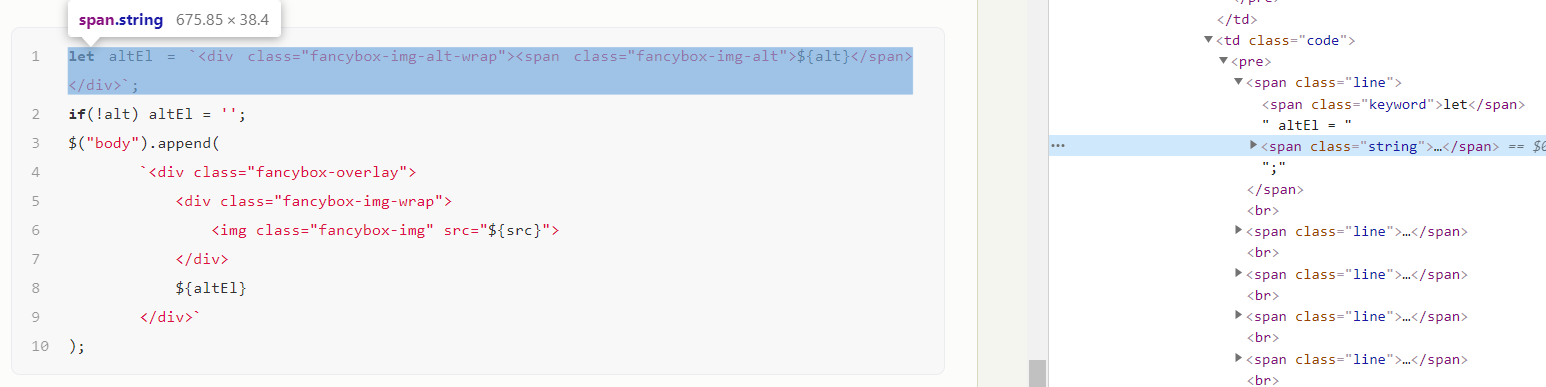 span.string 675.85 × 38.4
1 let altEl = `<div class="fancybox-img-alt-wrap"><span class="fancybox-img-alt">${alt}</span>
</div>`;
2 if(!alt) altEl = '';
3 $("body").append(
4 `<div class="fancybox-overlay">
5 <div class="fancybox-img-wrap">
6 <img class="fancybox-img" src="${src}">
7 </div>
8 ${altEl}
9 </div>`
10 );
</td>
▼<td class="code">
▼<pre>
▼<span class="line">
<span class="keyword">let</span>
" altEl = "
… ▶<span class="string">…</span> == $0
";"
</span>
<br>
▶<span class="line">…</span>
<br>
▶<span class="line">…</span>
<br>
▶<span class="line">…</span>
<br>
▶<span class="line">…</span>
<br>